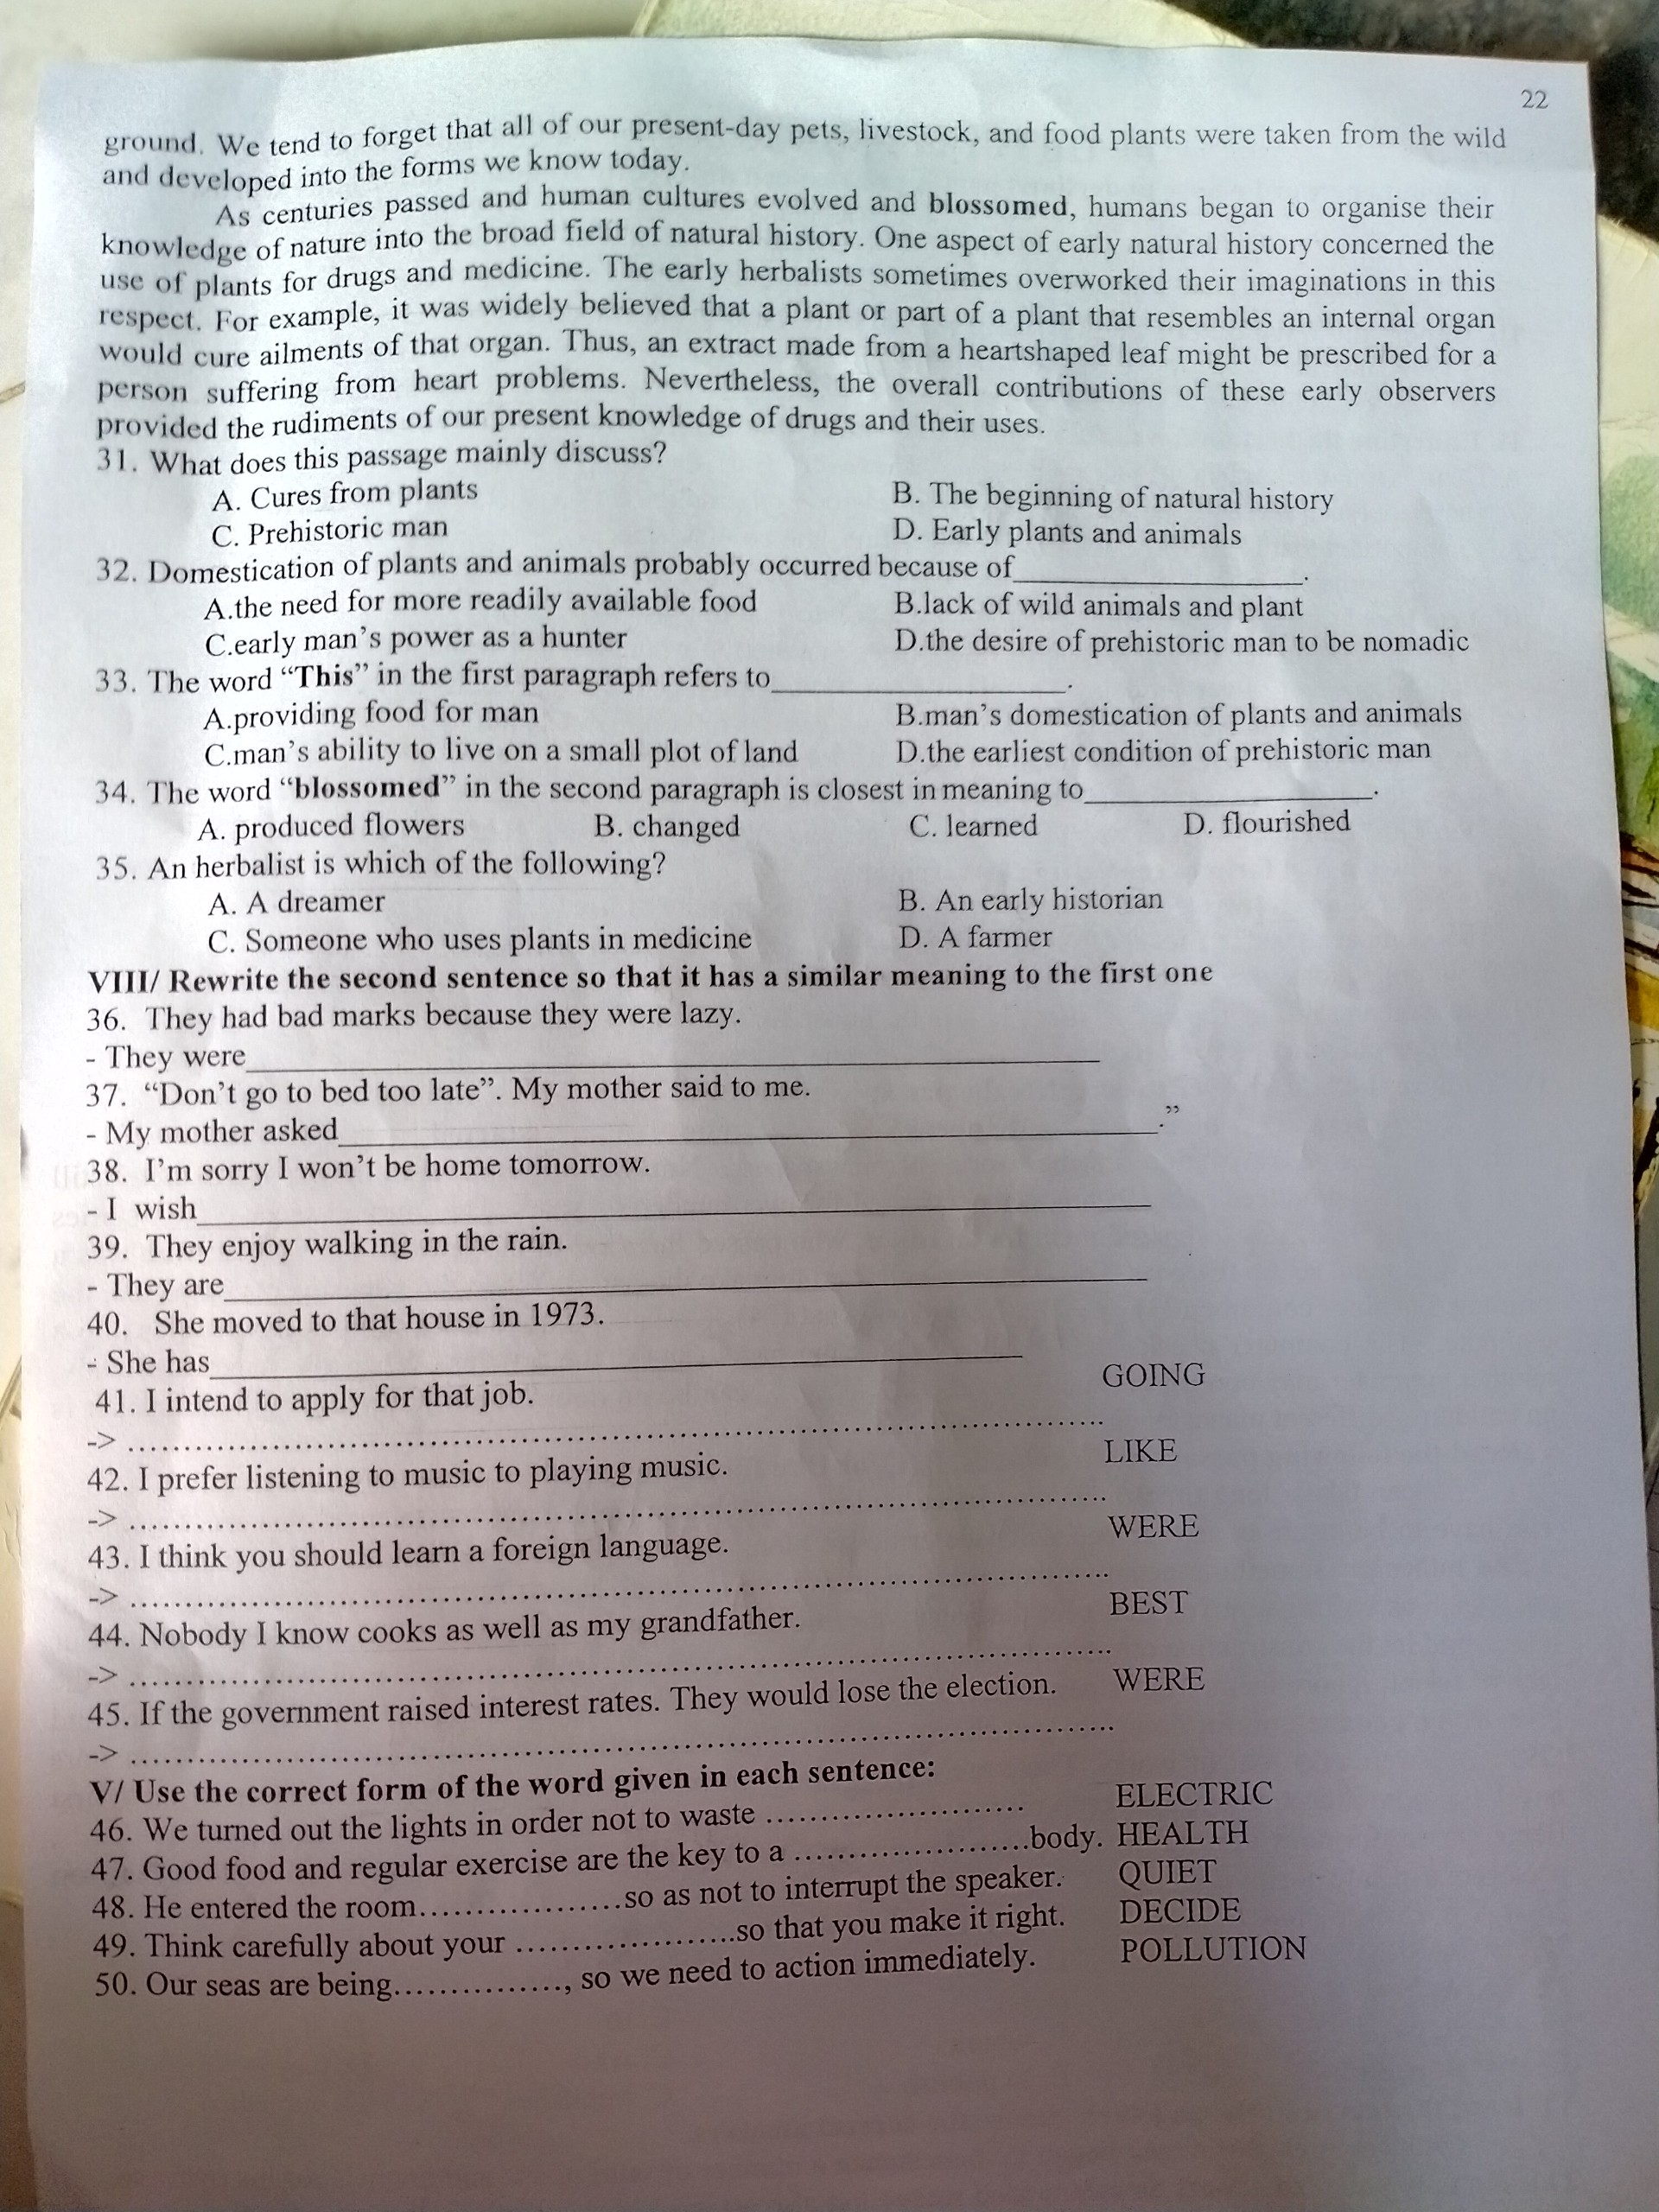 22
ground. We tend to forget that all of our present-day pets, livestock, and food plants were taken from the wild
and developed into the forms we know today.
As centuries passed and human cultures evolved and blossomed, humans began to organise their
knowledge of nature into the broad field of natural history. One aspect of early natural history concerned the
use of plants for drugs and medicine. The early herbalists sometimes overworked their imaginations in this
respect. For example, it was widely believed that a plant or part of a plant that resembles an internal organ
would cure ailments of that organ. Thus, an extract made from a heartshaped leaf might be prescribed for a
person suffering from heart problems. Nevertheless, the overall contributions of these early observers
provided the rudiments of our present knowledge of drugs and their uses.
31. What does this passage mainly discuss?
A. Cures from plants B. The beginning of natural history
C. Prehistoric man D. Early plants and animals
32. Domestication of plants and animals probably occurred because of____________________.
A.the need for more readily available food B.lack of wild animals and plant
C.early man's power as a hunter D.the desire of prehistoric man to be nomadic
33. The word “This” in the first paragraph refers to____________________.
A.providing food for man B.man's domestication of plants and animals
C.man's ability to live on a small plot of land D.the earliest condition of prehistoric man
34. The word “blossomed” in the second paragraph is closest in meaning to____________________.
A. produced flowers B. changed C. learned D. flourished
35. An herbalist is which of the following?
A. A dreamer B. An early historian
C. Someone who uses plants in medicine D. A farmer
VIII/ Rewrite the second sentence so that it has a similar meaning to the first one
36. They had bad marks because they were lazy.
- They were____________________
37. “Don't go to bed too late”. My mother said to me.
- My mother asked____________________.”
38. I'm sorry I won't be home tomorrow.
- I wish____________________
39. They enjoy walking in the rain.
- They are____________________
40. She moved to that house in 1973.
- She has____________________
41. I intend to apply for that job. GOING
-> ........................................
42. I prefer listening to music to playing music. LIKE
-> ........................................
43. I think you should learn a foreign language. WERE
-> ........................................
44. Nobody I know cooks as well as my grandfather. BEST
-> ........................................
45. If the government raised interest rates. They would lose the election. WERE
-> ........................................
V/ Use the correct form of the word given in each sentence:
46. We turned out the lights in order not to waste ........................ ELECTRIC
47. Good food and regular exercise are the key to a ......................body. HEALTH
48. He entered the room...................so as not to interrupt the speaker. QUIET
49. Think carefully about your .....................so that you make it right. DECIDE
50. Our seas are being..............., so we need to action immediately. POLLUTION